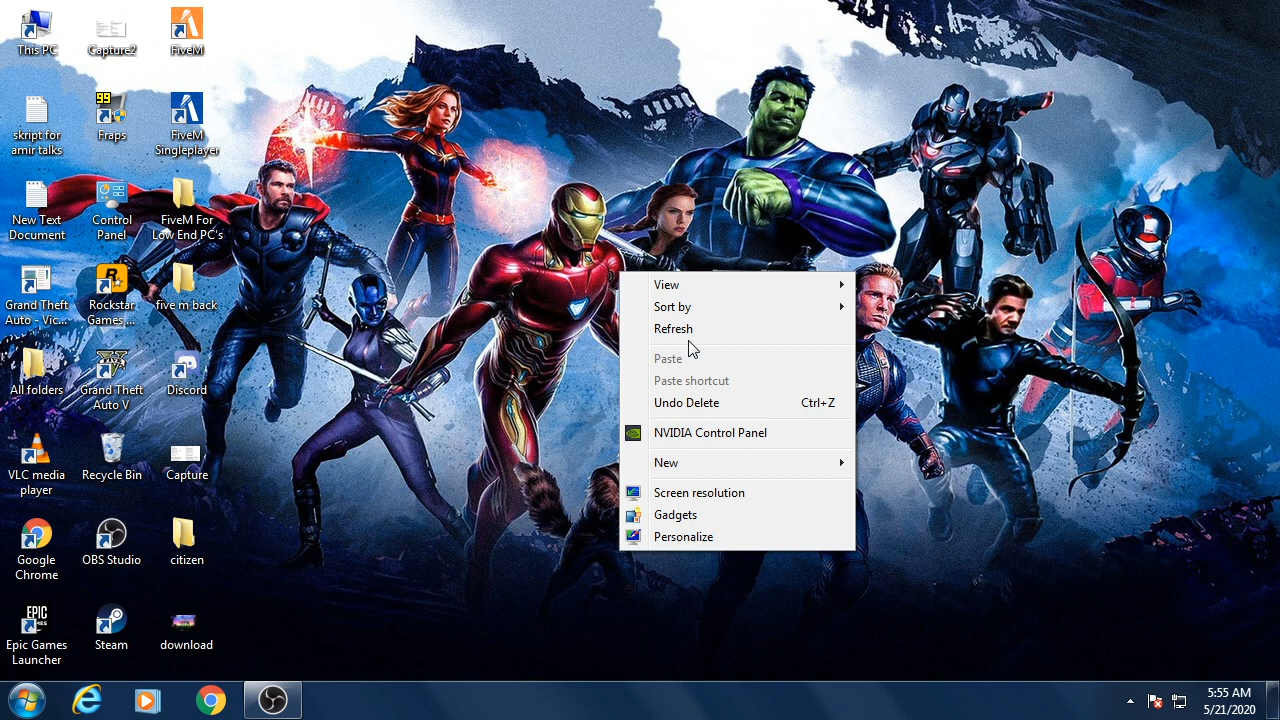 This PC
Capture2
FiveM
skript for
amir talks
99
Fraps
FiveM
Singleplayer
New Text
Document
Control
Panel
FiveM For
Low End PC's
Grand Theft
Auto - Vic...
R
Rockstar
Games ...
five m back
All folders
Grand Theft
Auto V
Discord
VLC media
player
Recycle Bin
Capture
Google
Chrome
OBS Studio
citizen
EPIC
Epic Games
Launcher
Steam
download
View
Sort by
Refresh
Paste
Paste shortcut
Undo Delete Ctrl+Z
NVIDIA Control Panel
New
Screen resolution
Gadgets
Personalize
5:55 AM
5/21/2020